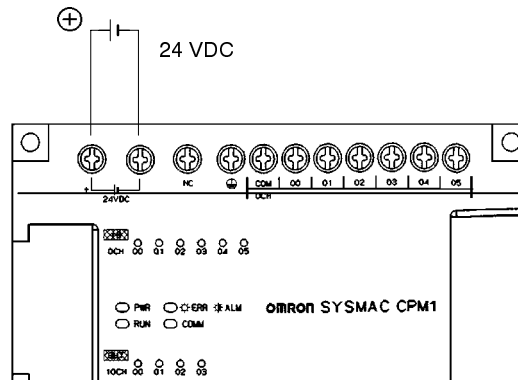 24 VDC
NC COM 00 01 02 03 04 05
+ 24VDC 0CH
0CH 00 01 02 03 04 05
PWR ERR ALM
RUN COMM
OMRON SYSMAC CPM1
10CH 00 01 02 03